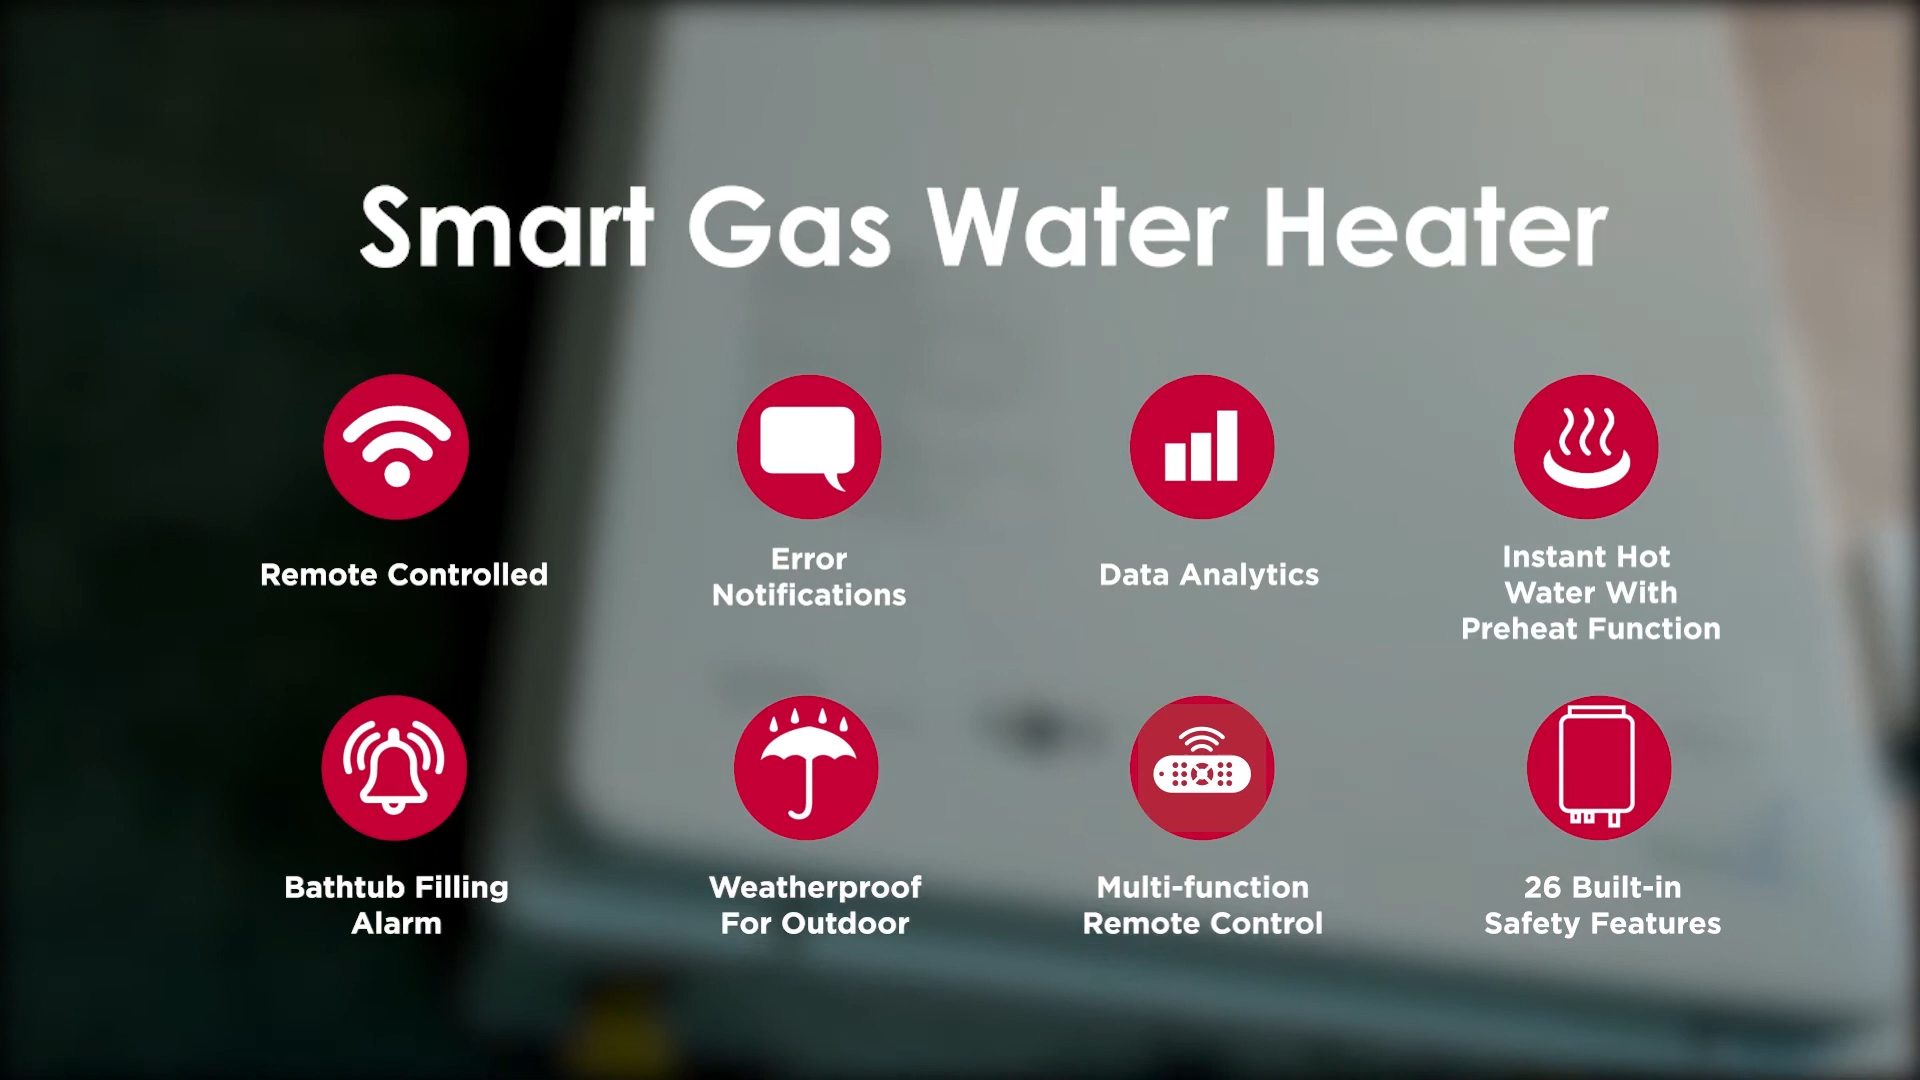 Smart Gas Water Heater
Remote Controlled
Error
Notifications
Data Analytics
Instant Hot
Water With
Preheat Function
Bathtub Filling
Alarm
Weatherproof
For Outdoor
Multi-function
Remote Control
26 Built-in
Safety Features